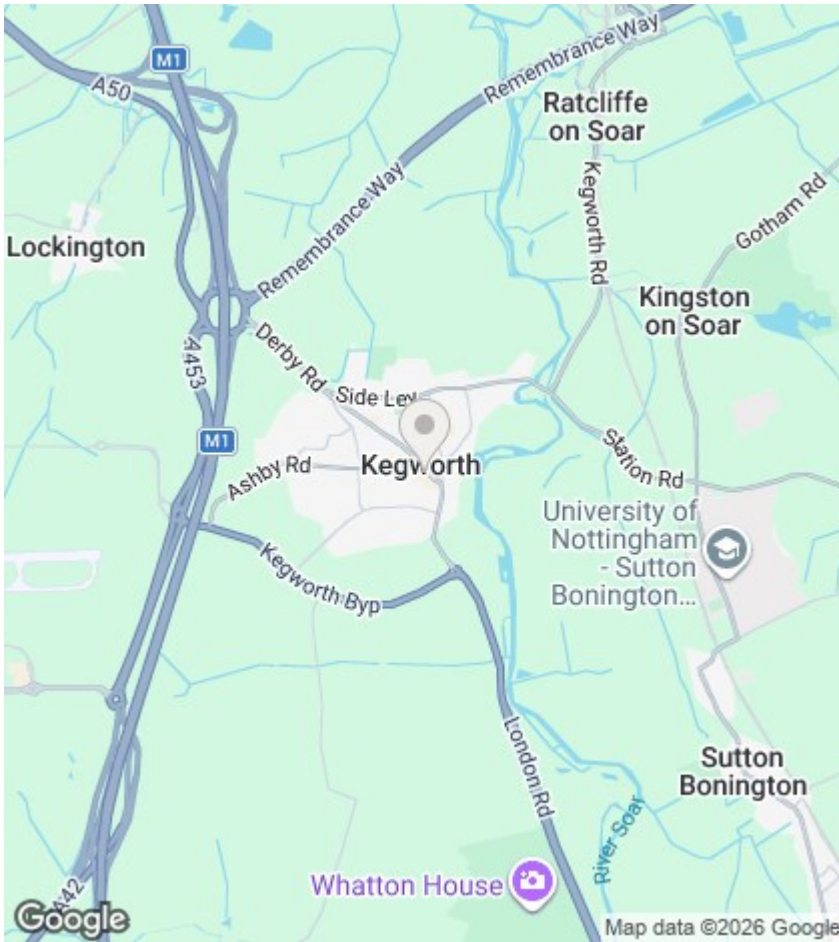 M1
A50
Remembrance Way
Ratcliffe
on Soar
Kegworth Rd
Gotham Rd
Lockington
Remembrance Way
Kingston
on Soar
Derby Rd
A453
Side Ley
M1
Ashby Rd
Kegworth
Station Rd
University of
Nottingham
- Sutton
Bonington...
Kegworth Byp
London Rd
Sutton
Bonington
River Soar
Whatton House
A42
Google
Map data ©2026 Google